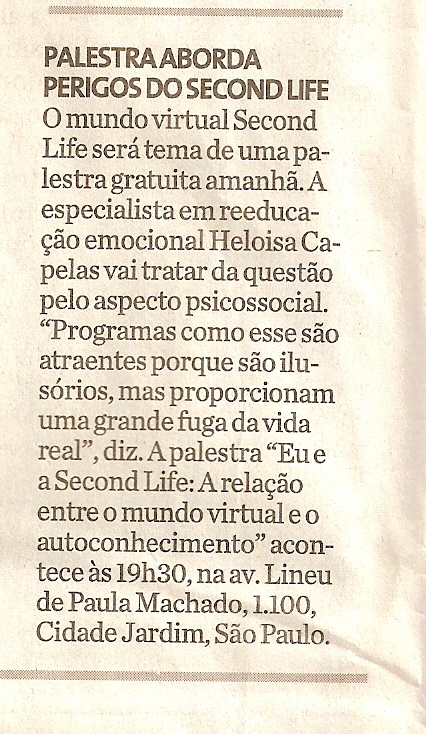 PALESTRA ABORDA
PERIGOS DO SECOND LIFE
O mundo virtual Second
Life será tema de uma pa-
lestra gratuita amanhã. A
especialista em reeduca-
ção emocional Heloisa Ca-
pelas vai tratar da questão
pelo aspecto psicossocial.
“Programas como esse são
atraentes porque são ilu-
sórios, mas proporcionam
uma grande fuga da vida
real”, diz. A palestra “Eu e
a Second Life: A relação
entre o mundo virtual e o
autoconhecimento” acon-
tece às 19h30, na av. Lineu
de Paula Machado, 1.100,
Cidade Jardim, São Paulo.